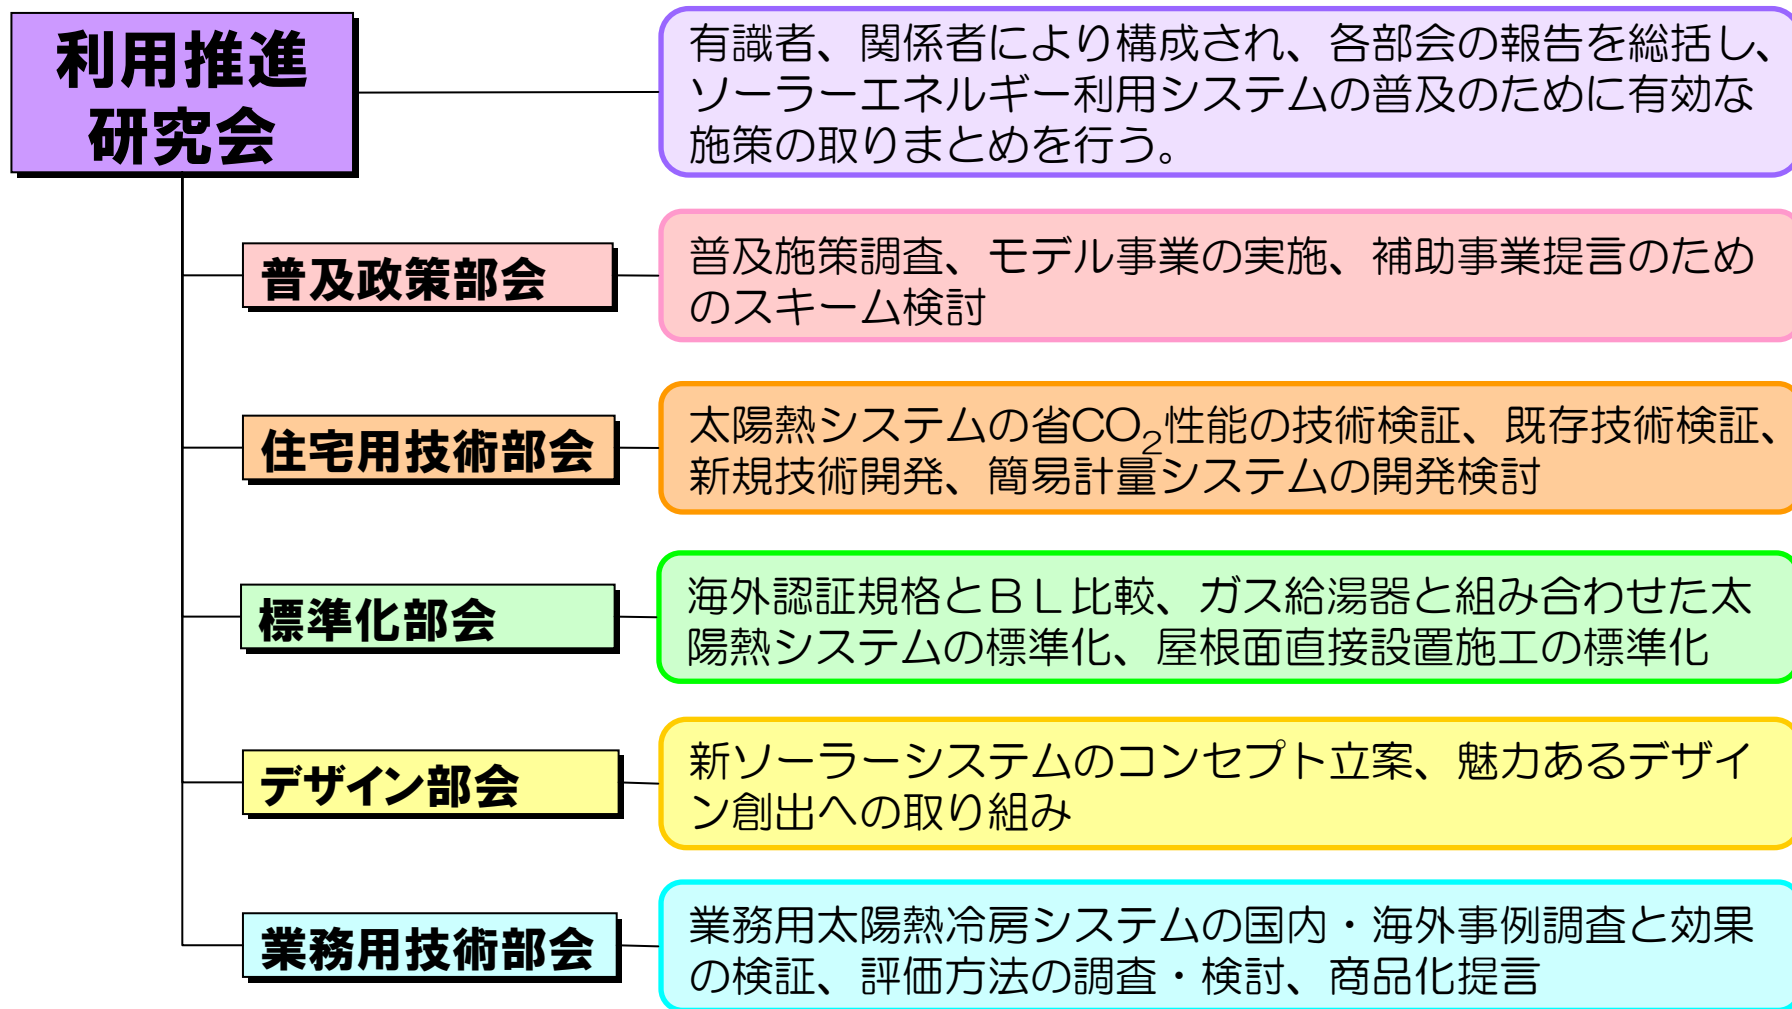 利用推進
研究会
有識者、関係者により構成され、各部会の報告を総括し、
ソーラーエネルギー利用システムの普及のために有効な
施策の取りまとめを行う。
普及政策部会
普及施策調査、モデル事業の実施、補助事業提言のため
のスキーム検討
住宅用技術部会
太陽熱システムの省CO₂性能の技術検証、既存技術検証、
新規技術開発、簡易計量システムの開発検討
標準化部会
海外認証規格とＢＬ比較、ガス給湯器と組み合わせた太
陽熱システムの標準化、屋根面直接設置施工の標準化
デザイン部会
新ソーラーシステムのコンセプト立案、魅力あるデザイ
ン創出への取り組み
業務用技術部会
業務用太陽熱冷房システムの国内・海外事例調査と効果
の検証、評価方法の調査・検討、商品化提言